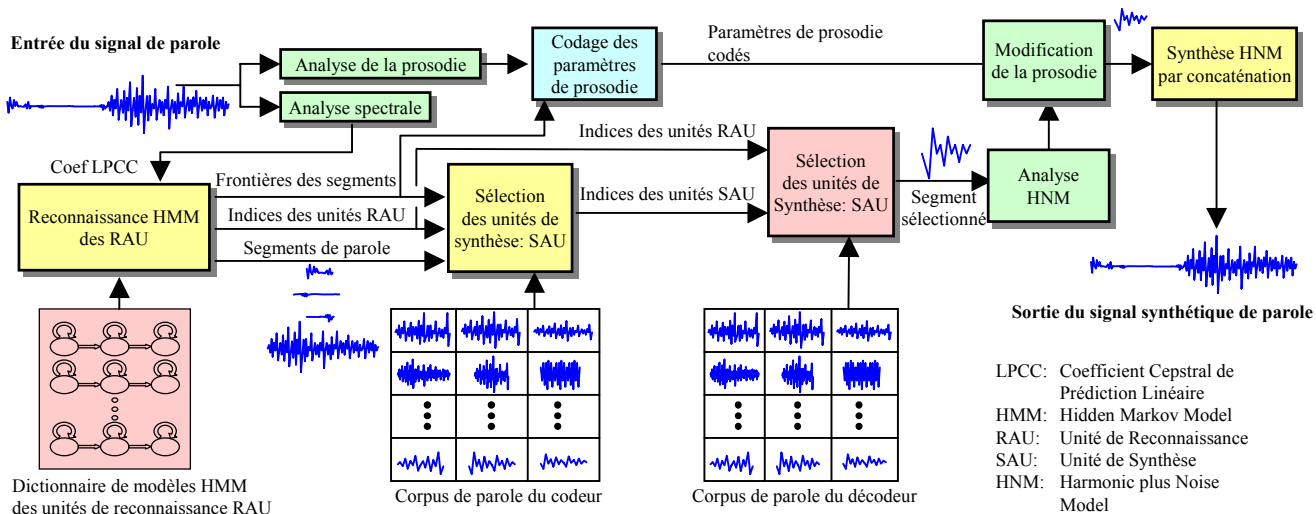 Entrée du signal de parole
Analyse de la prosodie
Analyse spectrale
Codage des
paramètres
de prosodie
Paramètres de prosodie
codés
Modification
de la prosodie
Synthèse HNM
par concaténation
Coef LPCC
Reconnaissance HMM
des RAU
Frontières des segments
Indices des unités RAU
Segments de parole
Sélection
des unités de
synthèse: SAU
Indices des unités RAU
Indices des unités SAU
Sélection
des unités de
Synthèse: SAU
Segment
sélectionné
Analyse
HNM
Sortie du signal synthétique de parole
Dictionnaire de modèles HMM
des unités de reconnaissance RAU
Corpus de parole du codeur
Corpus de parole du décodeur
LPCC: Coefficient Cepstral de
Prédiction Linéaire
HMM: Hidden Markov Model
RAU: Unité de Reconnaissance
SAU: Unité de Synthèse
HNM: Harmonic plus Noise
Model